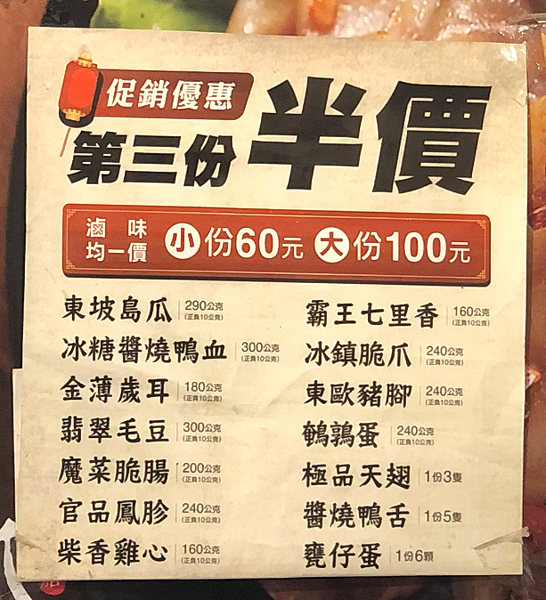 促銷優惠
第三份半價
滷味均一價 小份60元 大份100元
東坡島瓜 290公克 (正負10公克)
冰糖醬燒鴨血 300公克 (正負10公克)
金薄歲耳 180公克 (正負10公克)
翡翠毛豆 300公克 (正負10公克)
魔菜脆腸 200公克 (正負10公克)
官品鳳胗 240公克 (正負10公克)
柴香雞心 160公克 (正負10公克)
霸王七里香 160公克 (正負10公克)
冰鎮脆爪 240公克 (正負10公克)
東歐豬腳 240公克 (正負10公克)
鵪鶉蛋 240公克 (正負10公克)
極品天翅 1份3隻
醬燒鴨舌 1份5隻
甕仔蛋 1份6顆